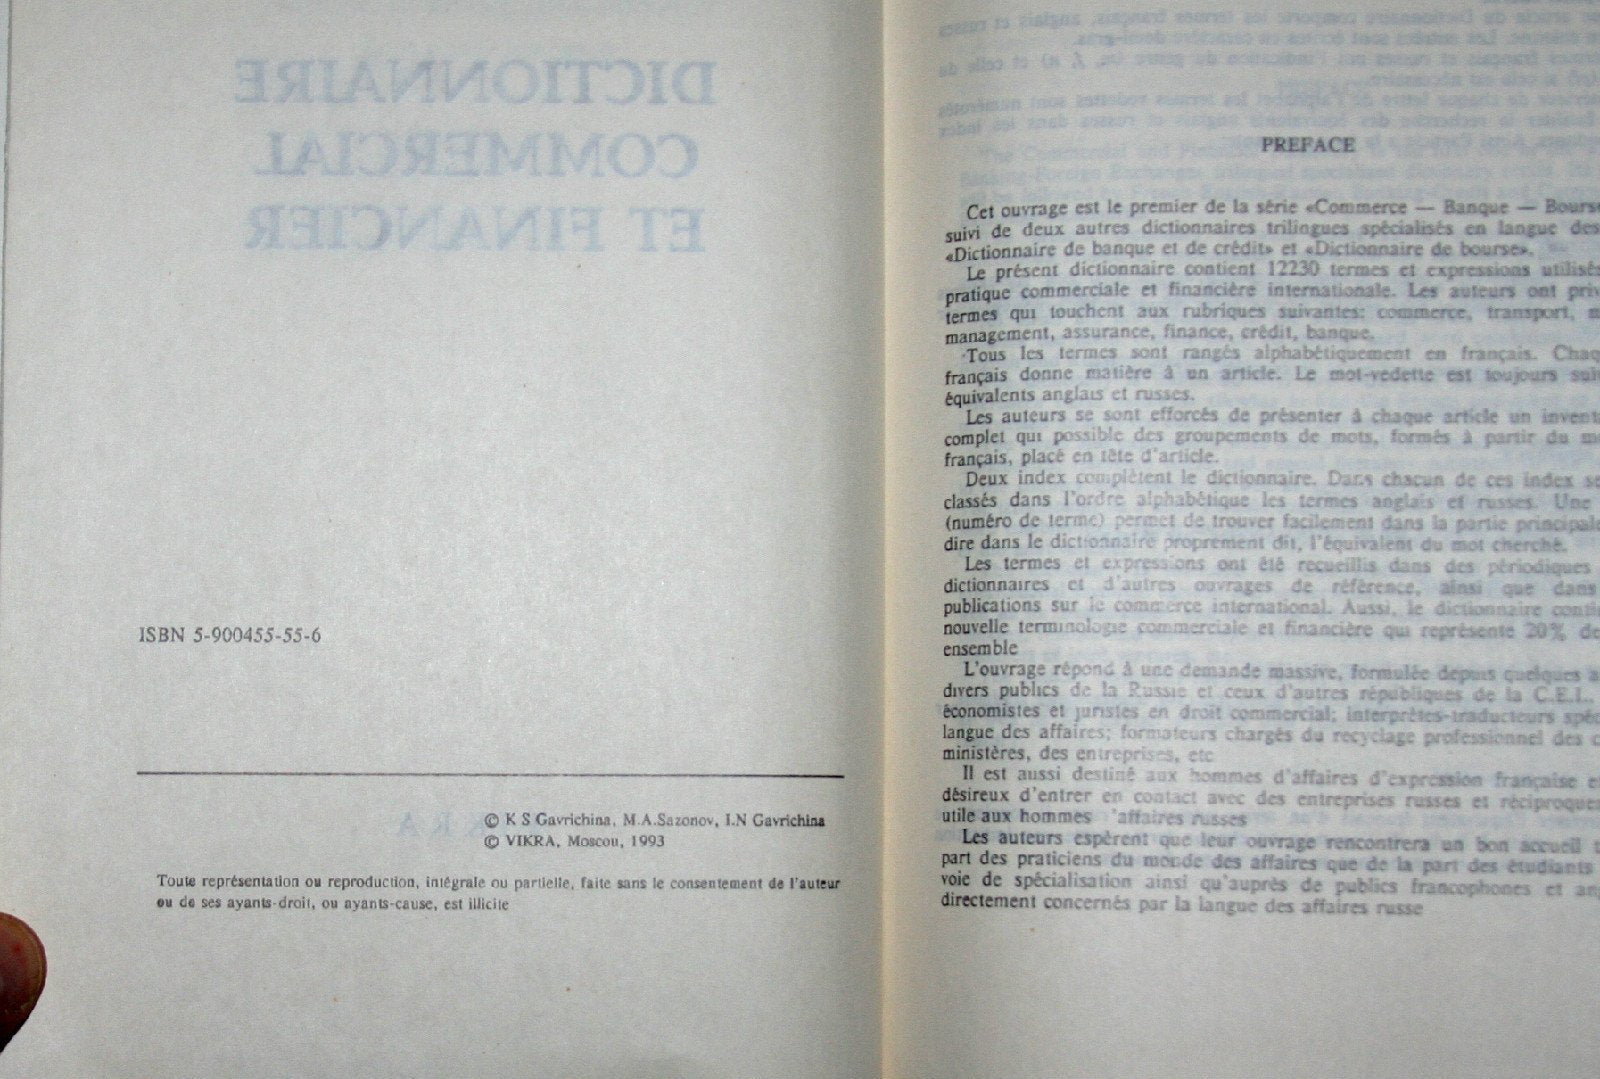 DICTIONNAIRE
COMMERCIAL
ET FINANCIER
ISBN 5-900455-55-6
© K S Gavrichina, M.A.Sazonov, I.N Gavrichina
© VIKRA, Moscou, 1993
Toute représentation ou reproduction, intégrale ou partielle, faite sans le consentement de l'auteur
ou de ses ayants-droit, ou ayants-cause, est illicite
PREFACE
Cet ouvrage est le premier de la série «Commerce — Banque — Bourse
suivi de deux autres dictionnaires trilingues spécialisés en langue des
«Dictionnaire de banque et de crédit» et «Dictionnaire de bourse».
Le présent dictionnaire contient 12230 termes et expressions utilisés
pratique commerciale et financière internationale. Les auteurs ont
termes qui touchent aux rubriques suivantes: commerce, transport,
management, assurance, finance, crédit, banque.
Tous les termes sont rangés alphabétiquement en français.
français donne matière à un article. Le mot-vedette est toujours
équivalents anglais et russes.
Les auteurs se sont efforcés de présenter à chaque article un
complet qui possible des groupements de mots, formés à partir du
français, placé en tête d'article.
Deux index complètent le dictionnaire. Dans chacun de ces index
classés dans l'ordre alphabétique les termes anglais et russes. Une
(numéro de terme) permet de trouver facilement dans la partie principale
dire dans le dictionnaire proprement dit, l'équivalent du mot cherché.
Les termes et expressions ont été recueillis dans des périodiques
dictionnaires et d'autres ouvrages de référence, ainsi que dans
publications sur le commerce international. Aussi, le dictionnaire
nouvelle terminologie commerciale et financière qui représente 20% de
ensemble
L'ouvrage répond à une demande massive, formulée depuis quelques
divers publics de la Russie et ceux d'autres républiques de la C.E.I.
économistes et juristes en droit commercial; interprètes-traducteurs
langue des affaires; formateurs chargés du recyclage professionnel des
ministères, des entreprises, etc
Il est aussi destiné aux hommes d'affaires d'expression française
désireux d'entrer en contact avec des entreprises russes et
utile aux hommes 'affaires russes
Les auteurs espèrent que leur ouvrage rencontrera un bon accueil
part des praticiens du monde des affaires que de la part des étudiants
voie de spécialisation ainsi qu'auprès de publics francophones et
directement concernés par la langue des affaires russe